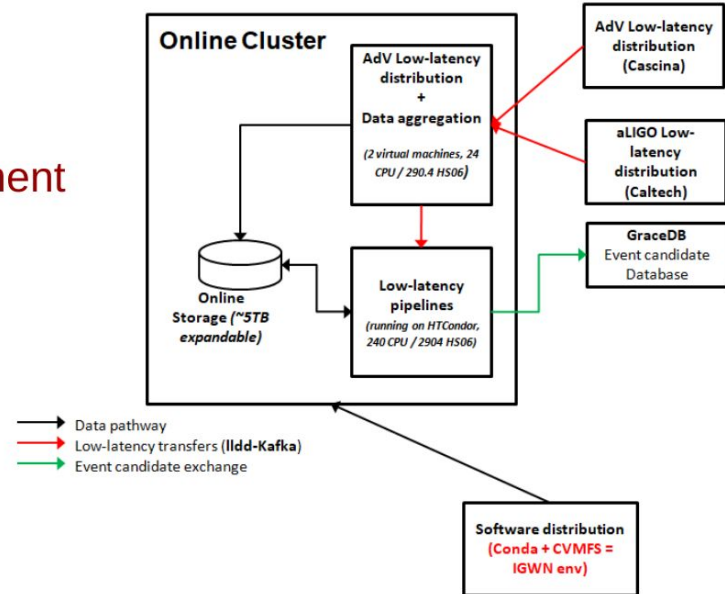 Online Cluster
AdV Low-latency
distribution
+
Data aggregation
(2 virtual machines, 24
CPU / 290.4 HS06)
AdV Low-latency
distribution
(Cascina)
aLIGO Low-
latency
distribution
(Caltech)
GraceDB
Event candidate
Database
Online
Storage (~5TB
expandable)
Low-latency
pipelines
(running on HTCondor,
240 CPU / 2904 HS06)
Data pathway
Low-latency transfers (lldd-Kafka)
Event candidate exchange
Software distribution
(Conda + CVMFS =
IGWN env)